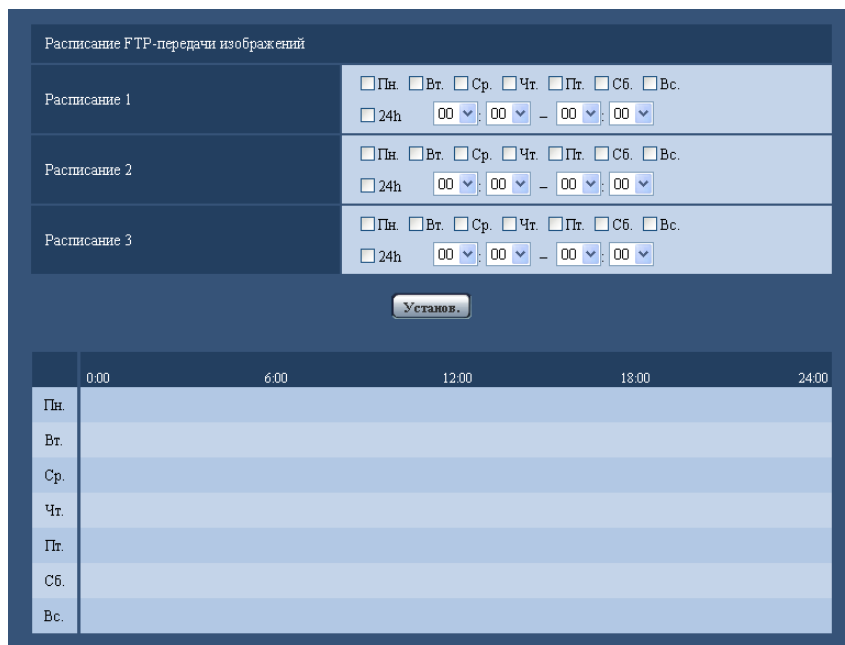 Расписание FTP-передачи изображений
Расписание 1
Пн. Вт. Ср. Чт. Пт. Сб. Вс.
24h 00 : 00 – 00 : 00
Расписание 2
Пн. Вт. Ср. Чт. Пт. Сб. Вс.
24h 00 : 00 – 00 : 00
Расписание 3
Пн. Вт. Ср. Чт. Пт. Сб. Вс.
24h 00 : 00 – 00 : 00
Установ.
0:00 6:00 12:00 18:00 24:00
Пн.
Вт.
Ср.
Чт.
Пт.
Сб.
Вс.